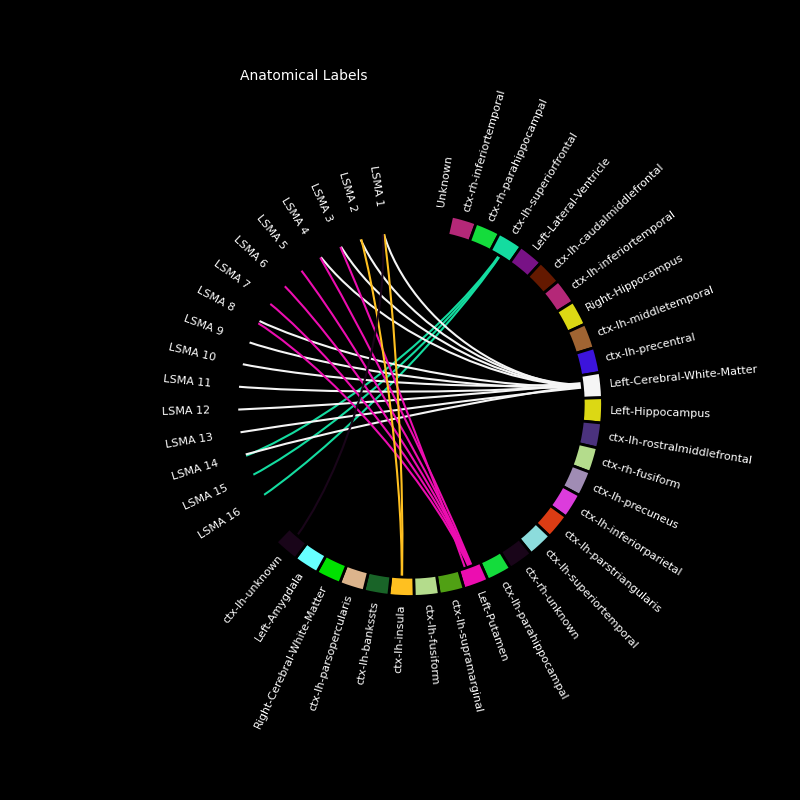 Anatomical Labels
Unknown
ctx-rh-inferiortemporal
ctx-rh-parahippocampal
ctx-lh-superiorfrontal
Left-Lateral-Ventricle
ctx-lh-caudalmiddlefrontal
ctx-lh-inferiortemporal
Right-Hippocampus
ctx-lh-middletemporal
ctx-lh-precentral
Left-Cerebral-White-Matter
Left-Hippocampus
ctx-lh-rostralmiddlefrontal
ctx-rh-fusiform
ctx-lh-precuneus
ctx-lh-inferiorparietal
ctx-lh-parstriangularis
ctx-lh-superiortemporal
ctx-rh-unknown
ctx-lh-parahippocampal
Left-Putamen
ctx-lh-supramarginal
ctx-lh-fusiform
ctx-lh-insula
ctx-lh-bankssts
ctx-lh-parsopercularis
Right-Cerebral-White-Matter
Left-Amygdala
ctx-lh-unknown
LSMA 16
LSMA 15
LSMA 14
LSMA 13
LSMA 12
LSMA 11
LSMA 10
LSMA 9
LSMA 8
LSMA 7
LSMA 6
LSMA 5
LSMA 4
LSMA 3
LSMA 2
LSMA 1